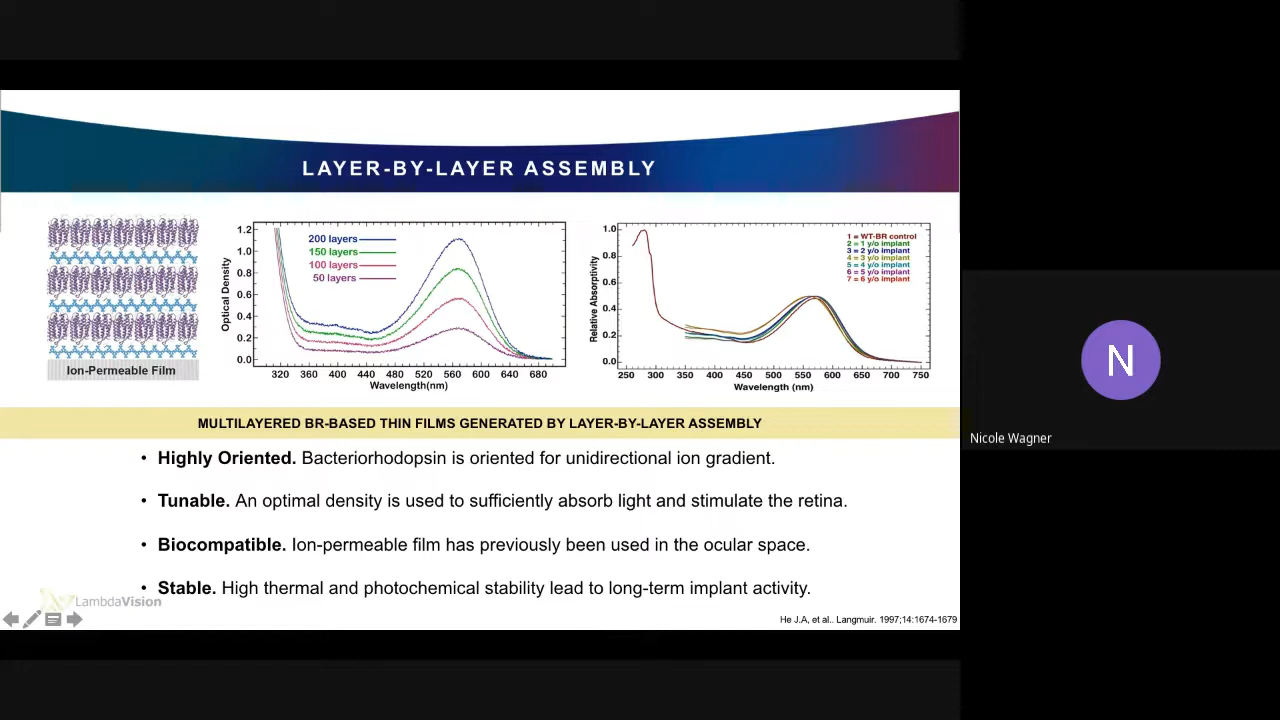 LAYER-BY-LAYER ASSEMBLY
Ion-Permeable Film
Optical Density
1.2
1.0
0.8
0.6
0.4
0.2
0.0
200 layers
150 layers
100 layers
50 layers
320 360 400 440 480 520 560 600 640 680
Wavelength(nm)
Relative Absorptivity
1.0
0.8
0.6
0.4
0.2
0.0
1 = WT-BR control
2 = 1 y/o implant
3 = 2 y/o implant
4 = 3 y/o implant
5 = 4 y/o implant
6 = 5 y/o implant
7 = 6 y/o implant
250 300 350 400 450 500 550 600 650 700 750
Wavelength (nm)
MULTILAYERED BR-BASED THIN FILMS GENERATED BY LAYER-BY-LAYER ASSEMBLY
• Highly Oriented. Bacteriorhodopsin is oriented for unidirectional ion gradient.
• Tunable. An optimal density is used to sufficiently absorb light and stimulate the retina.
• Biocompatible. Ion-permeable film has previously been used in the ocular space.
• Stable. High thermal and photochemical stability lead to long-term implant activity.
LambdaVision
He J.A, et al.. Langmuir. 1997;14:1674-1679
N
Nicole Wagner